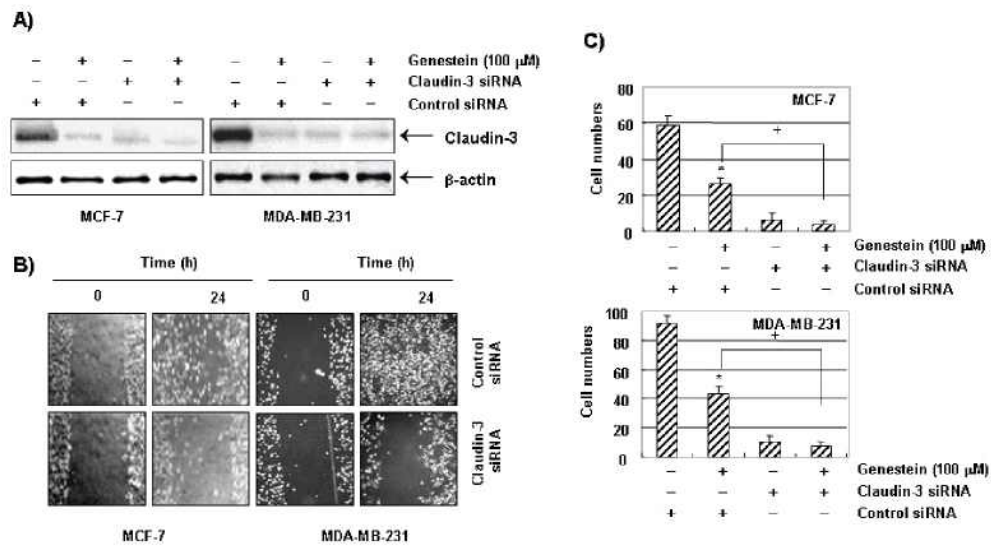 A)
– + – + – + – + Genestein (100 μM)
– – + + – – + + Claudin-3 siRNA
+ + – – + + – – Control siRNA
Claudin-3
β-actin
MCF-7 MDA-MB-231
B)
Time (h) Time (h)
0 24 0 24
Control siRNA
Claudin-3 siRNA
MCF-7 MDA-MB-231
C)
MCF-7
Cell numbers
80
60
40
20
0
+
*
– + – + Genestein (100 μM)
– – + + Claudin-3 siRNA
+ + – – Control siRNA
MDA-MB-231
Cell numbers
100
80
60
40
20
0
+
*
– + – + Genestein (100 μM)
– – + + Claudin-3 siRNA
+ + – – Control siRNA